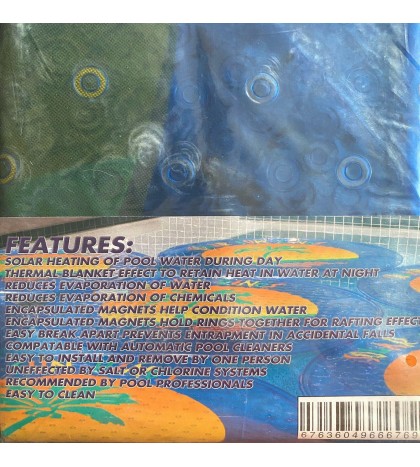 FEATURES:
SOLAR HEATING OF POOL WATER DURING DAY
THERMAL BLANKET EFFECT TO RETAIN HEAT IN WATER AT NIGHT
REDUCES EVAPORATION OF WATER
REDUCES EVAPORATION OF CHEMICALS
ENCAPSULATED MAGNETS HELP CONDITION WATER
ENCAPSULATED MAGNETS HOLD RINGS TOGETHER FOR RAFTING EFFECT
EASY BREAK APART PREVENTS ENTRAPMENT IN ACCIDENTAL FALLS
COMPATABLE WITH AUTOMATIC POOL CLEANERS
EASY TO INSTALL AND REMOVE BY ONE PERSON
UNEFFECTED BY SALT OR CHLORINE SYSTEMS
RECOMMENDED BY POOL PROFESSIONALS
EASY TO CLEAN